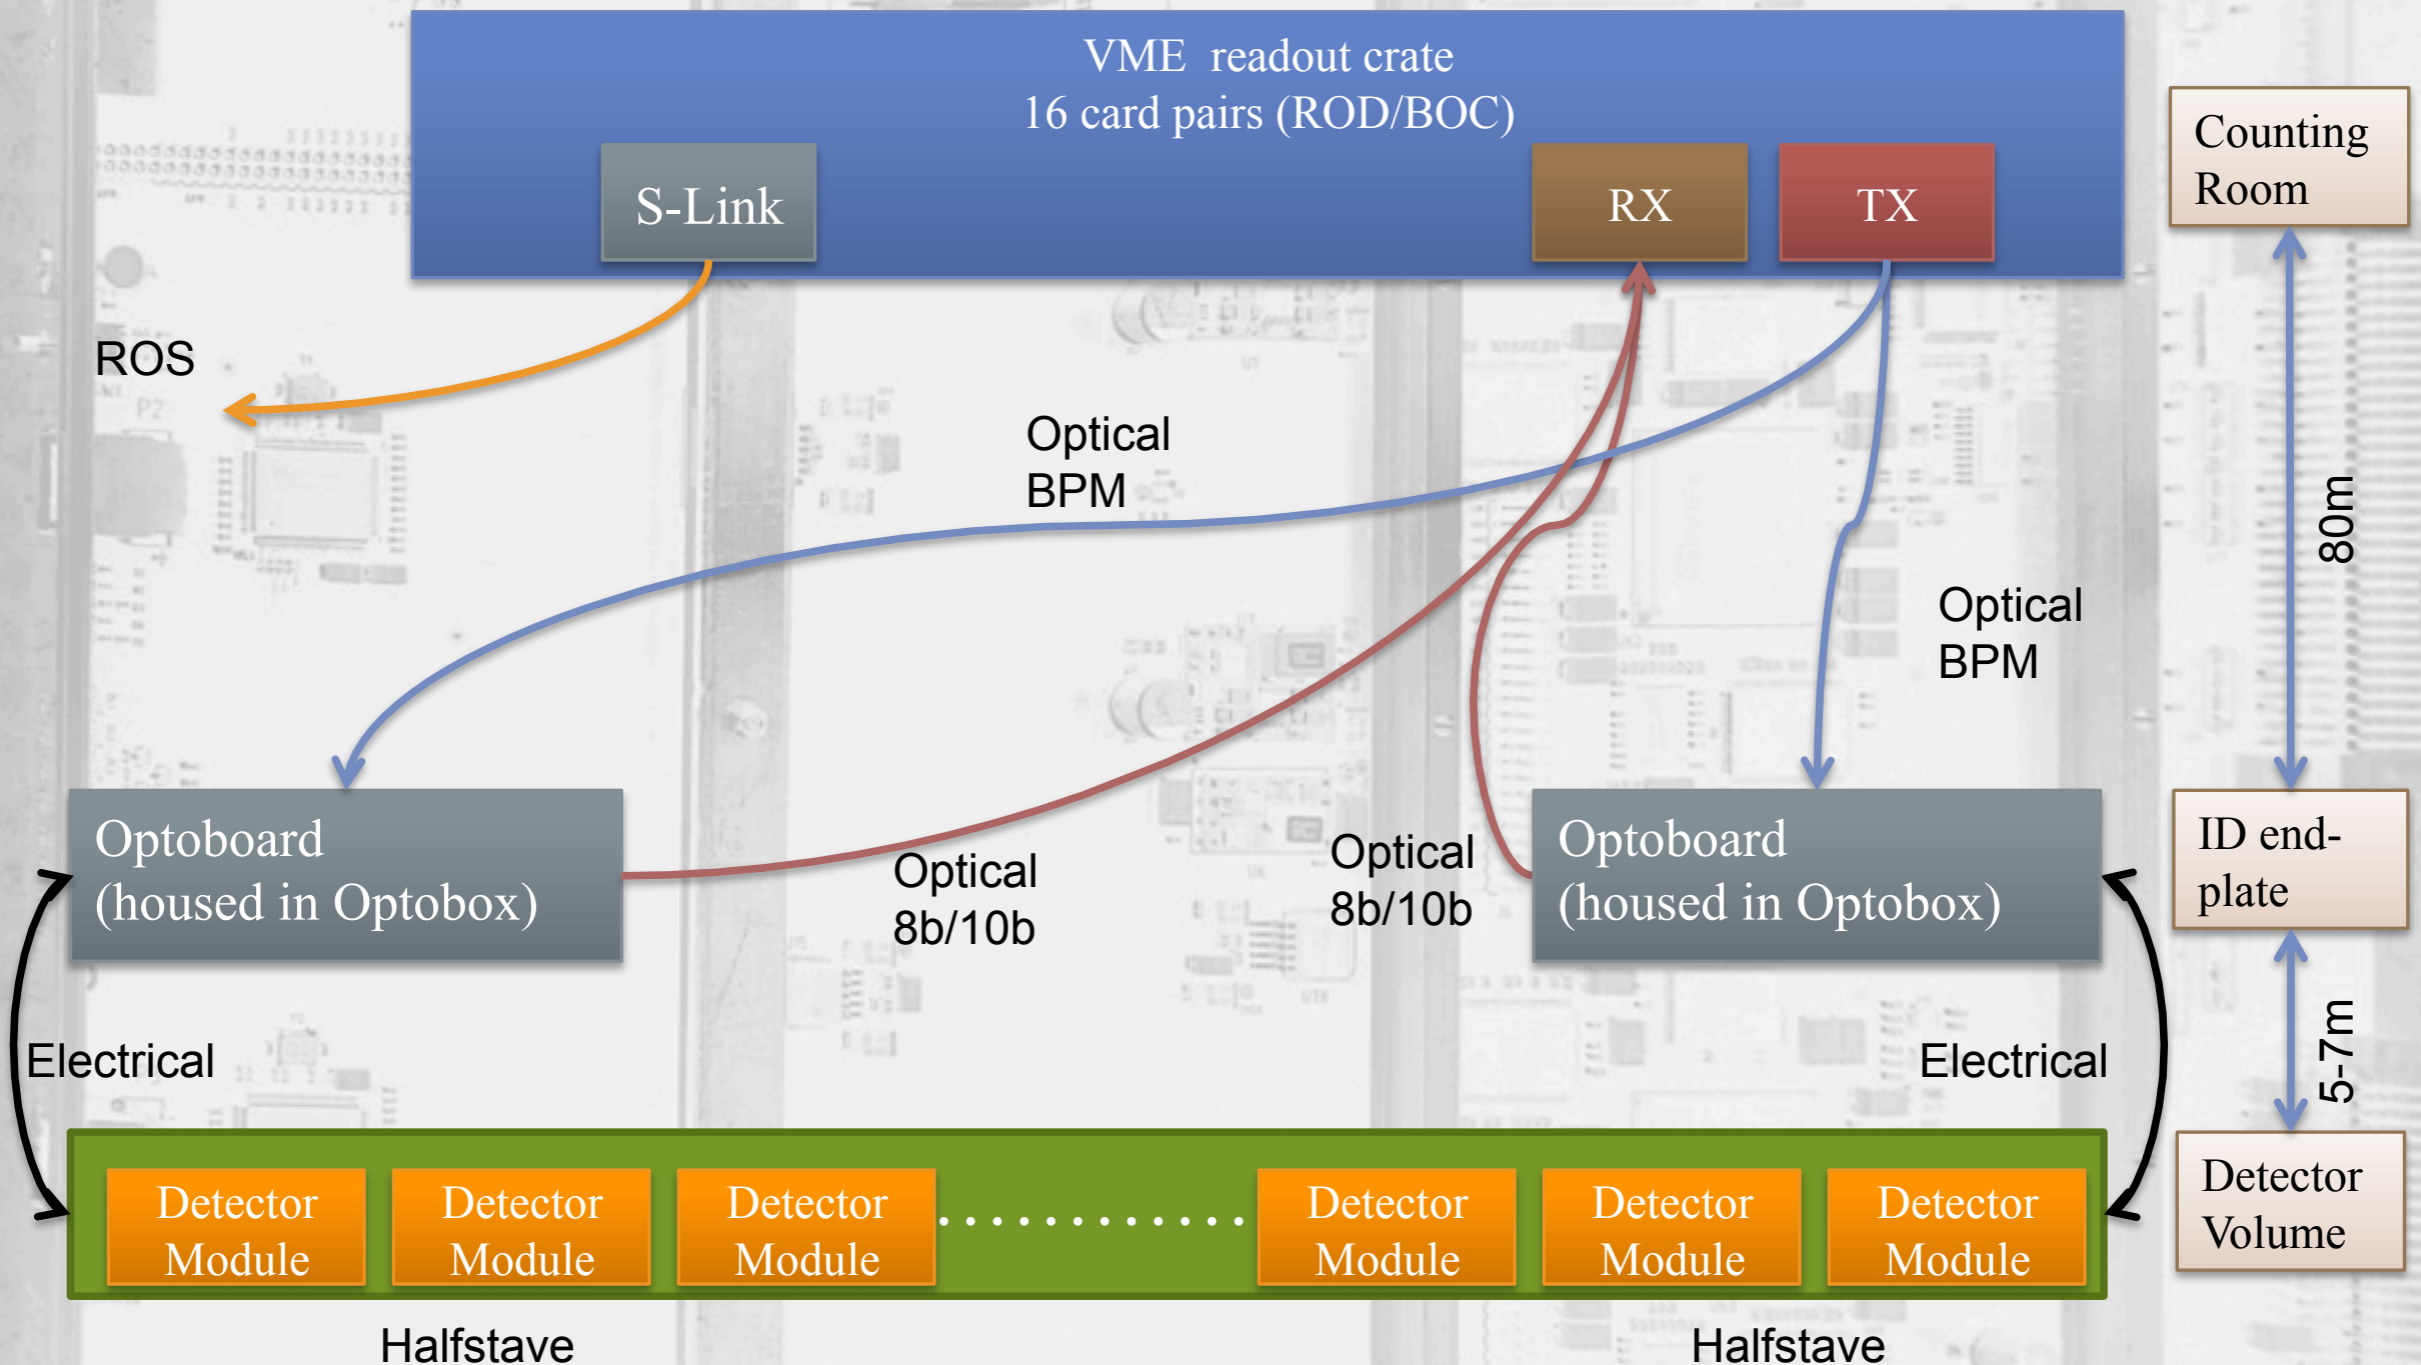 VME readout crate
16 card pairs (ROD/BOC)
Counting
Room
S-Link
RX
TX
ROS
P2
Optical
BPM
80m
Optical
BPM
Optoboard
(housed in Optobox)
Optical
8b/10b
Optical
8b/10b
Optoboard
(housed in Optobox)
ID end-
plate
Electrical
Electrical
5-7m
Detector
Module
Detector
Module
Detector
Module
............
Detector
Module
Detector
Module
Detector
Module
Detector
Volume
Halfstave
Halfstave